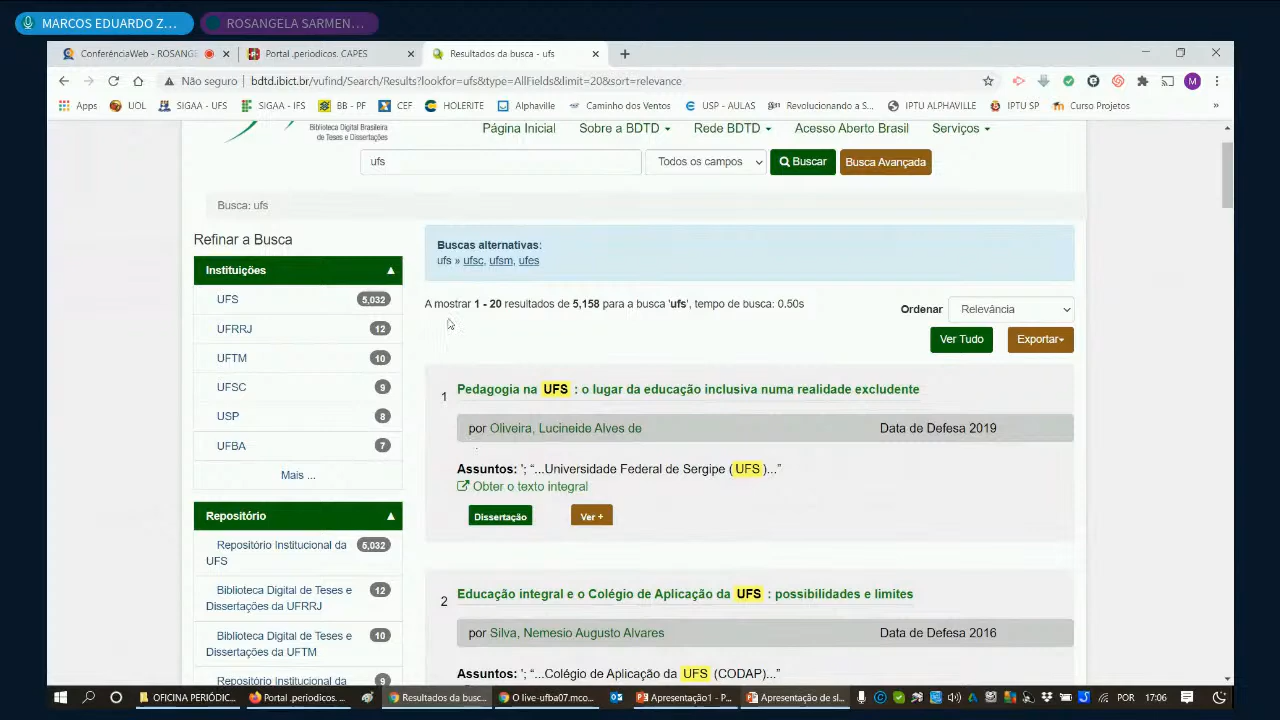 MARCOS EDUARDO Z...
ROSANGELA SARMEN...
ConferênciaWeb - ROSANG
Portal .periodicos. CAPES
Resultados da busca - ufs
Não seguro | bdtd.ibict.br/vufind/Search/Results?lookfor=ufs&type=AllFields&limit=20&sort=relevance
M
Apps
UOL
SIGAA - UFS
SIGAA - IFS
BB - PF
CEF
HOLERITE
Alphaville
Caminho dos Ventos
USP - AULAS
Revolucionando a S...
IPTU ALPHAVILLE
IPTU SP
Curso Projetos
»
Biblioteca Digital Brasileira
de Teses e Dissertações
Página Inicial
Sobre a BDTD
Rede BDTD
Acesso Aberto Brasil
Serviços
ufs
Todos os campos
Buscar
Busca Avançada
Busca: ufs
Refinar a Busca
Instituições
UFS 5,032
UFRRJ 12
UFTM 10
UFSC 9
USP 8
UFBA 7
Mais ...
Repositório
Repositório Institucional da UFS 5,032
Biblioteca Digital de Teses e 12
Dissertações da UFRRJ
Biblioteca Digital de Teses e 10
Dissertações da UFTM
Repositório Institucional da 9
Buscas alternativas:
ufs » ufsc, ufsm, ufes
A mostrar 1 - 20 resultados de 5,158 para a busca 'ufs', tempo de busca: 0.50s
Ordenar
Relevância
Ver Tudo
Exportar
1
Pedagogia na UFS : o lugar da educação inclusiva numa realidade excludente
por Oliveira, Lucineide Alves de
Data de Defesa 2019
Assuntos: '; “...Universidade Federal de Sergipe (UFS)...”
Obter o texto integral
Dissertação
Ver +
2
Educação integral e o Colégio de Aplicação da UFS : possibilidades e limites
por Silva, Nemesio Augusto Alvares
Data de Defesa 2016
Assuntos: '; “...Colégio de Aplicação da UFS (CODAP)...”
OFICINA PERIÓDIC...
Portal .periodicos. ...
Resultados da busc...
O live-ufba07.mco...
Apresentação1 - P...
Apresentação de sl...
POR
17:06